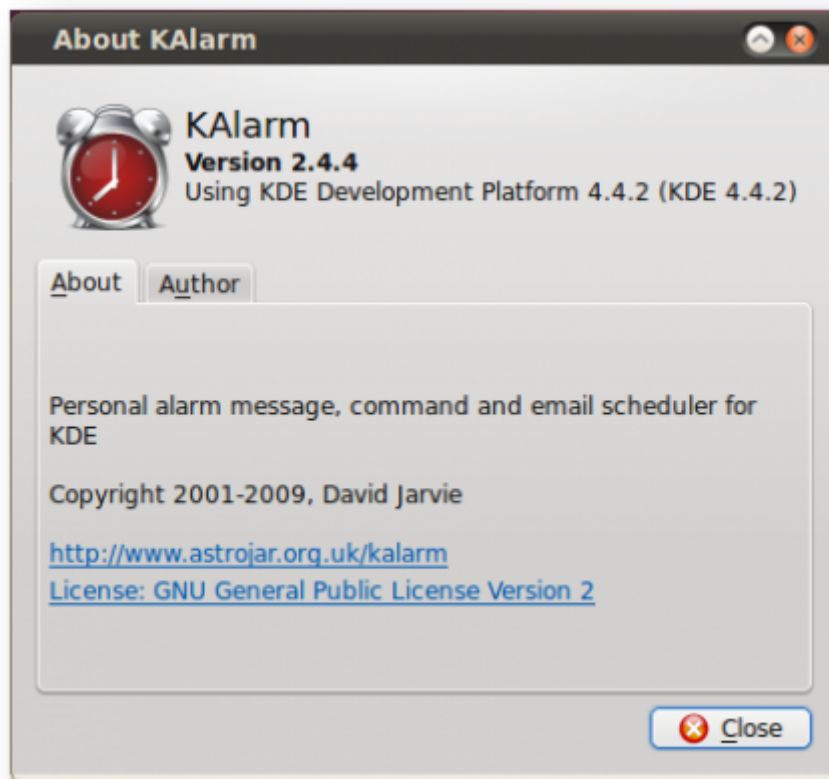 About KAlarm
KAlarm
Version 2.4.4
Using KDE Development Platform 4.4.2 (KDE 4.4.2)
About Author
Personal alarm message, command and email scheduler for
KDE
Copyright 2001-2009, David Jarvie
http://www.astrojar.org.uk/kalarm
License: GNU General Public License Version 2
Close